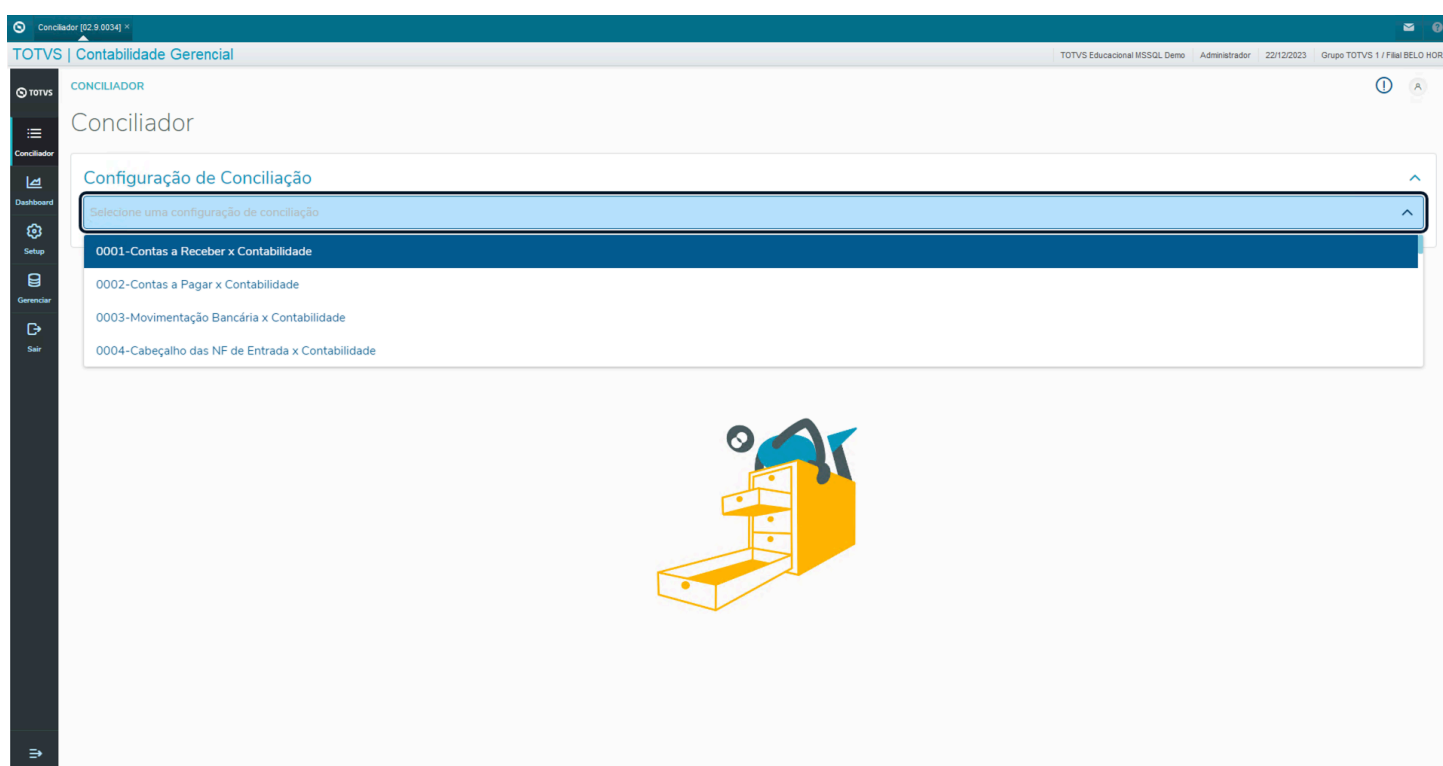 Conciliador [02.9.0034] ×
TOTVS | Contabilidade Gerencial
TOTVS Educacional MSSQL Demo Administrador 22/12/2023 Grupo TOTVS 1 / Filial BELO HOR
TOTVS
CONCILIADOR
Conciliador
Conciliador
Configuração de Conciliação
Dashboard
Selecione uma configuração de conciliação
Setup
0001-Contas a Receber x Contabilidade
0002-Contas a Pagar x Contabilidade
Gerenciar
0003-Movimentação Bancária x Contabilidade
Sair
0004-Cabeçalho das NF de Entrada x Contabilidade